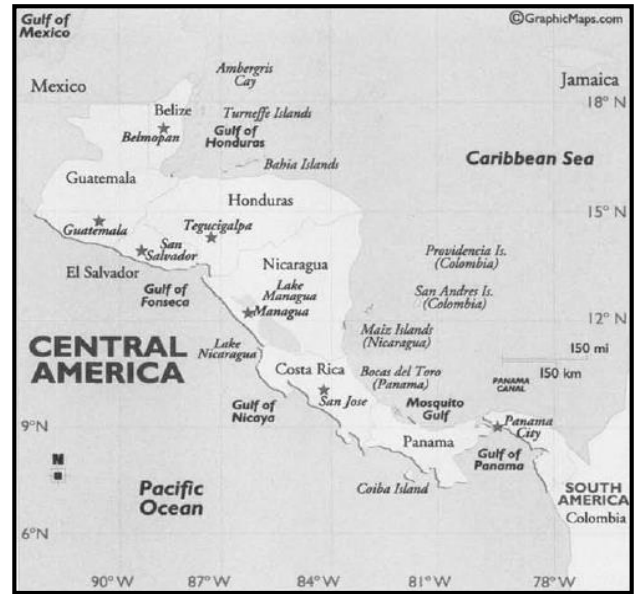 Gulf of
Mexico
©GraphicMaps.com
Mexico
Ambergris
Cay
Jamaica
18° N
Belize
Turneffe Islands
Belmopan
Gulf of
Honduras
Caribbean Sea
Bahia Islands
Guatemala
Honduras
15° N
Guatemala
Tegucigalpa
San
Salvador
Nicaragua
Providencia Is.
(Colombia)
El Salvador
Gulf of
Fonseca
Lake
Managua
Managua
San Andres Is.
(Colombia)
12° N
CENTRAL
AMERICA
Lake
Nicaragua
Maiz Islands
(Nicaragua)
150 mi
150 km
Costa Rica
Bocas del Toro
(Panama)
PANAMA
CANAL
San Jose
Gulf of
Nicoya
Mosquito
Gulf
Panama
City
9°N
Panama
Gulf of
Panama
N
Pacific
Ocean
Coiba Island
SOUTH
AMERICA
Colombia
6°N
90°W
87°W
84°W
81°W
78°W